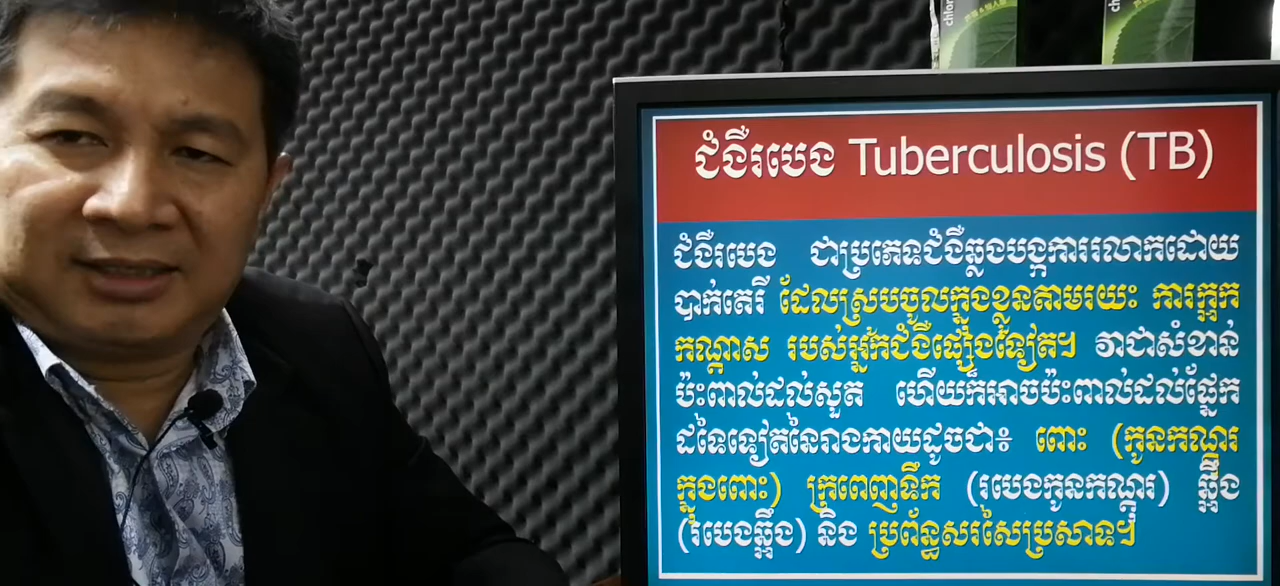 chlor
chlor
ជំងឺរបេង Tuberculosis (TB)
ជំងឺរបេង ជាប្រភេទជំងឺឆ្លងបង្កការរលាកដោយ
បាក់តេរី ដែលស្របចូលក្នុងខ្លួនតាមរយៈ ការក្អក
កណ្តាស របស់អ្នកជំងឺផ្សេងទៀត។ វាជាសំខាន់
ប៉ះពាល់ដល់សួត ហើយក៏អាចប៉ះពាល់ដល់ផ្នែក
ដទៃទៀតនៃរាងកាយដូចជា៖ ពោះ (កូនកណ្តុរ
ក្នុងពោះ) ក្រពេញទឹក (របេងកូនកណ្តុរ) ឆ្អឹង
(របេងឆ្អឹង) និង ប្រព័ន្ធសរសៃប្រសាទ។